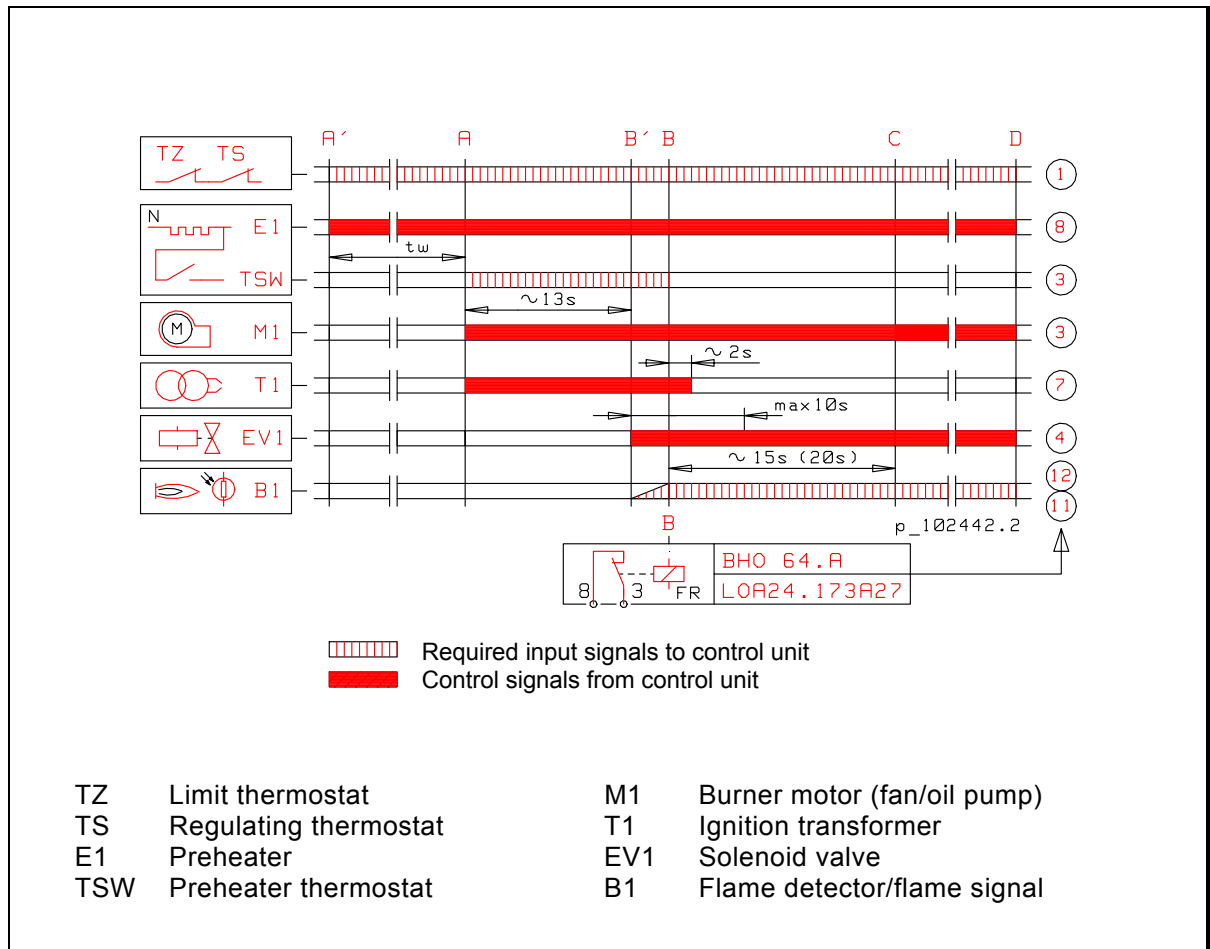 A´ A B´ B C D
TZ TS
1
N
E1
8
tw
TSW
3
~13s
M
M1
3
~2s
T1
7
max10s
EV1
4
~15s (20s)
12
B1
11
p_102442.2
B
BHO 64.A
8 3 FR
LOA24.173A27
Required input signals to control unit
Control signals from control unit
TZ Limit thermostat
TS Regulating thermostat
E1 Preheater
TSW Preheater thermostat
M1 Burner motor (fan/oil pump)
T1 Ignition transformer
EV1 Solenoid valve
B1 Flame detector/flame signal